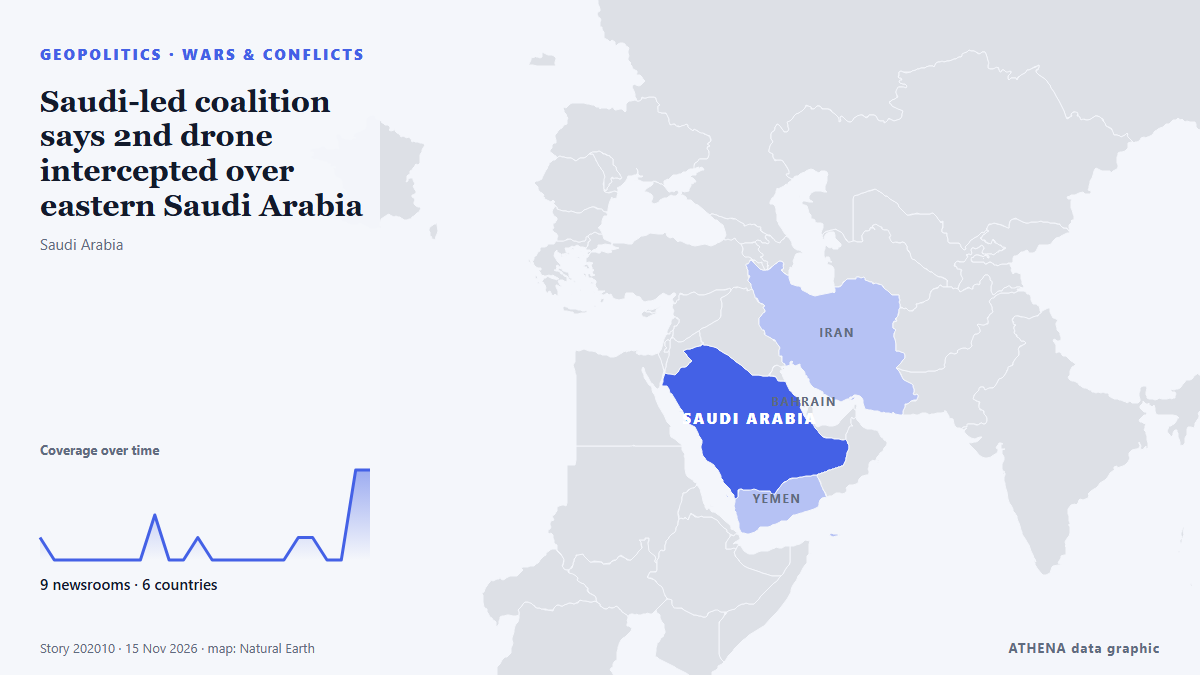 GEOPOLITICS · WARS & CONFLICTS
Saudi-led coalition
says 2nd drone
intercepted over
eastern Saudi Arabia
Saudi Arabia
IRAN
BAHRAIN
SAUDI ARABIA
YEMEN
Coverage over time
9 newsrooms · 6 countries
Story 202010 · 15 Nov 2026 · map: Natural Earth
ATHENA data graphic